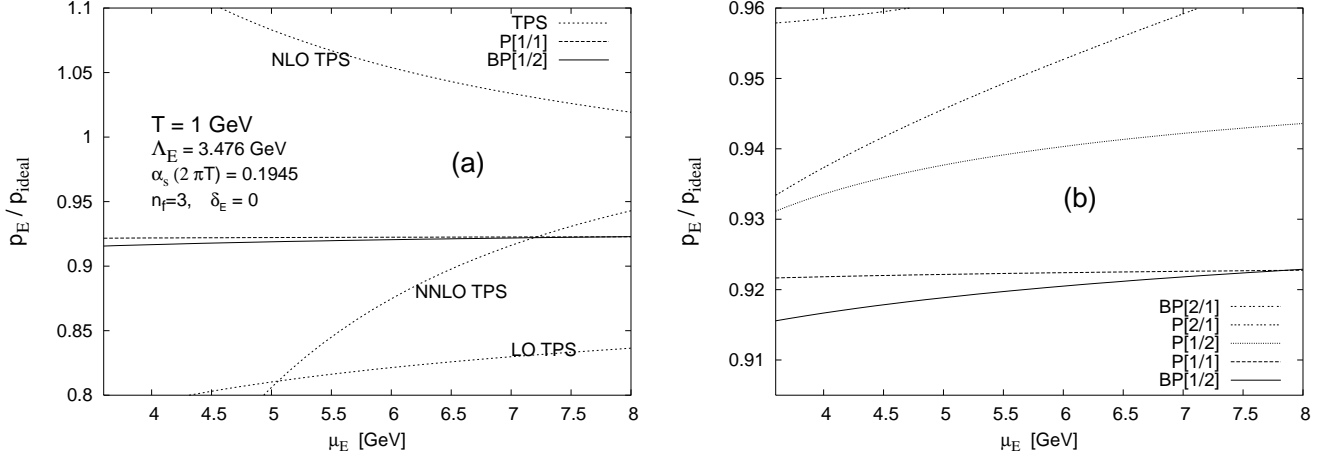 1.1
1.05
1
0.95
0.9
0.85
0.8
4
4.5
5
5.5
6
6.5
7
7.5
8
p_E / p_ideal
μ_E [GeV]
TPS
P[1/1]
BP[1/2]
NLO TPS
T = 1 GeV
Λ_E = 3.476 GeV
α_s (2 πT) = 0.1945
n_f=3, δ_E = 0
(a)
NNLO TPS
LO TPS
0.96
0.95
0.94
0.93
0.92
0.91
4
4.5
5
5.5
6
6.5
7
7.5
8
p_E / p_ideal
μ_E [GeV]
(b)
BP[2/1]
P[2/1]
P[1/2]
P[1/1]
BP[1/2]